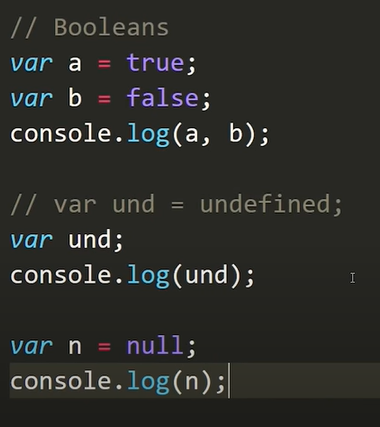 // Booleans
var a = true;
var b = false;
console.log(a, b);
// var und = undefined;
var und;
console.log(und);
var n = null;
console.log(n);